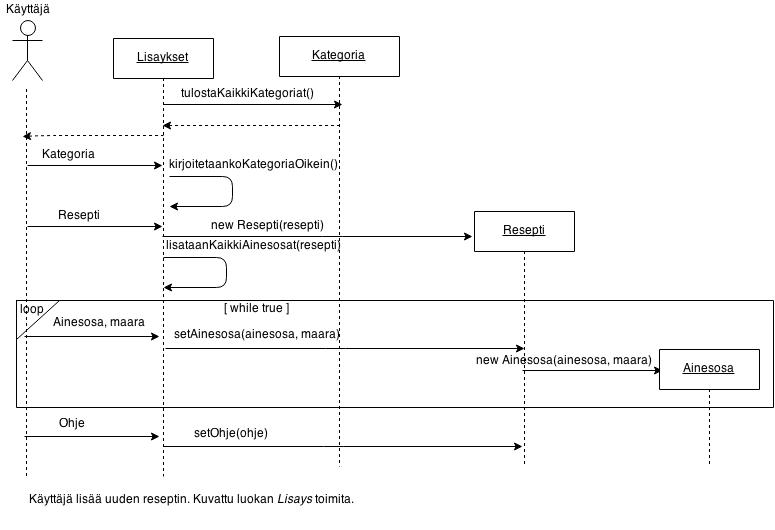 Käyttäjä
Lisaykset
Kategoria
tulostaKaikkiKategoriat()
Kategoria
kirjoitetaankoKategoriaOikein()
Resepti
new Resepti(resepti)
Resepti
lisataanKaikkiAinesosat(resepti)
loop
[ while true ]
Ainesosa, maara
setAinesosa(ainesosa, maara)
new Ainesosa(ainesosa, maara)
Ainesosa
Ohje
setOhje(ohje)
Käyttäjä lisää uuden reseptin. Kuvattu luokan Lisays toimita.